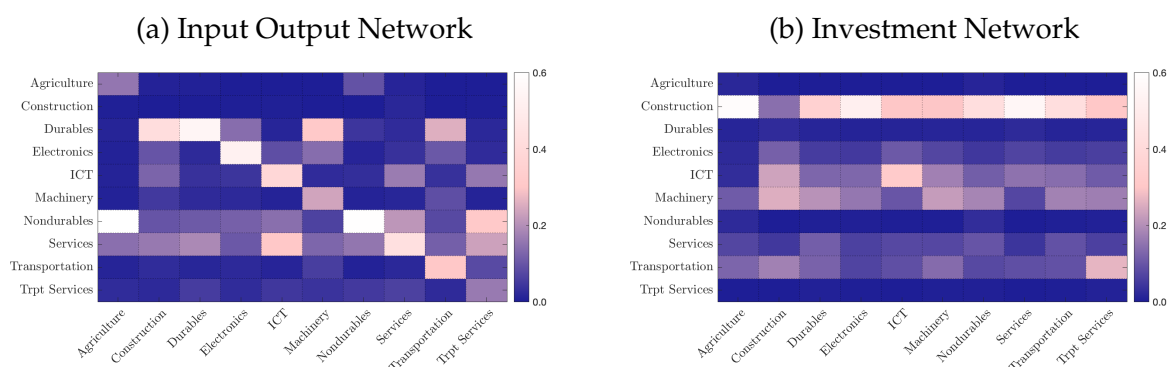 (a) Input Output Network
Agriculture
Construction
Durables
Electronics
ICT
Machinery
Nondurables
Services
Transportation
Trpt Services
0.6
0.4
0.2
0.0
Agriculture
Construction
Durables
Electronics
ICT
Machinery
Nondurables
Services
Transportation
Trpt Services
(b) Investment Network
Agriculture
Construction
Durables
Electronics
ICT
Machinery
Nondurables
Services
Transportation
Trpt Services
0.6
0.4
0.2
0.0
Agriculture
Construction
Durables
Electronics
ICT
Machinery
Nondurables
Services
Transportation
Trpt Services